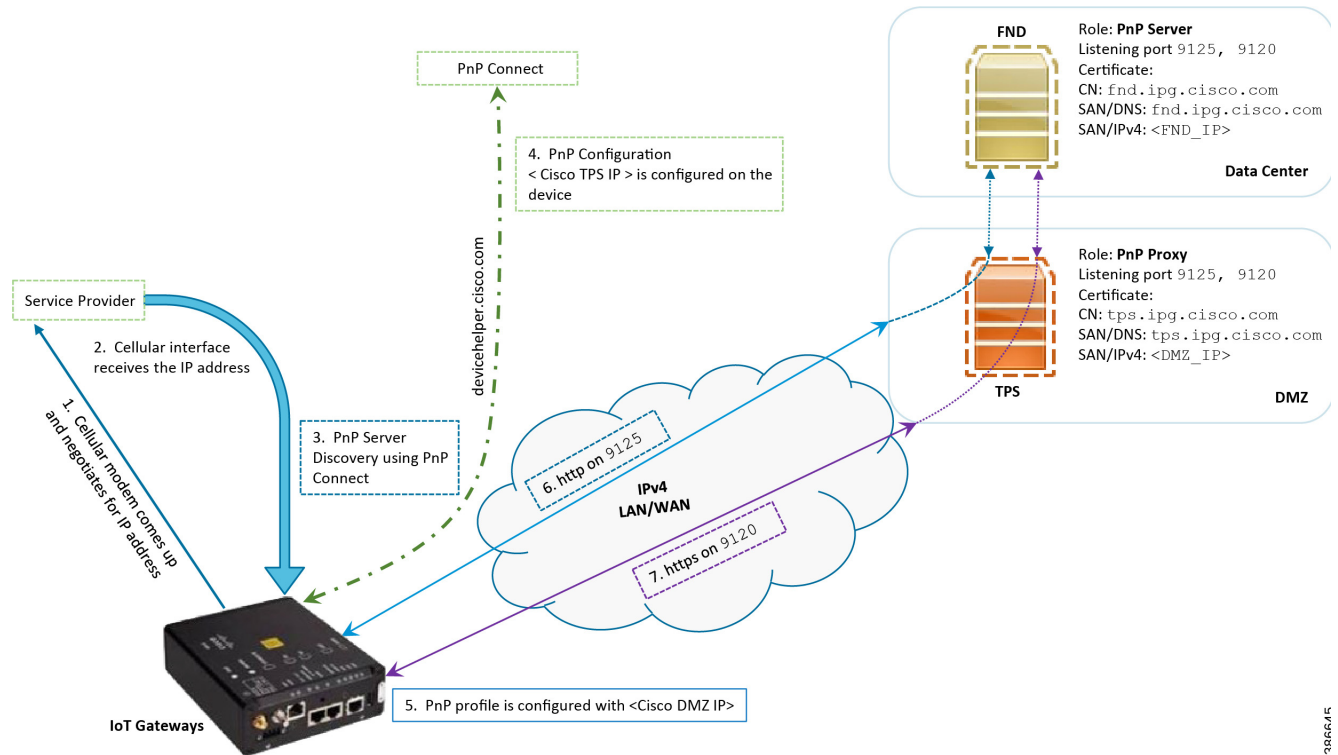 FND
Role: PnP Server
Listening port 9125, 9120
Certificate:
CN: fnd.ipg.cisco.com
SAN/DNS: fnd.ipg.cisco.com
SAN/IPv4: <FND_IP>
Data Center
PnP Connect
4. PnP Configuration
< Cisco TPS IP > is configured on the
device
devicehelper.cisco.com
Role: PnP Proxy
Listening port 9125, 9120
Certificate:
CN: tps.ipg.cisco.com
SAN/DNS: tps.ipg.cisco.com
SAN/IPv4: <DMZ_IP>
TPS
DMZ
Service Provider
2. Cellular interface
receives the IP address
1. Cellular modem comes up
and negotiates for IP address
3. PnP Server
Discovery using PnP
Connect
6. http on 9125
IPv4
LAN/WAN
7. https on 9120
5. PnP profile is configured with <Cisco DMZ IP>
IoT Gateways
386645